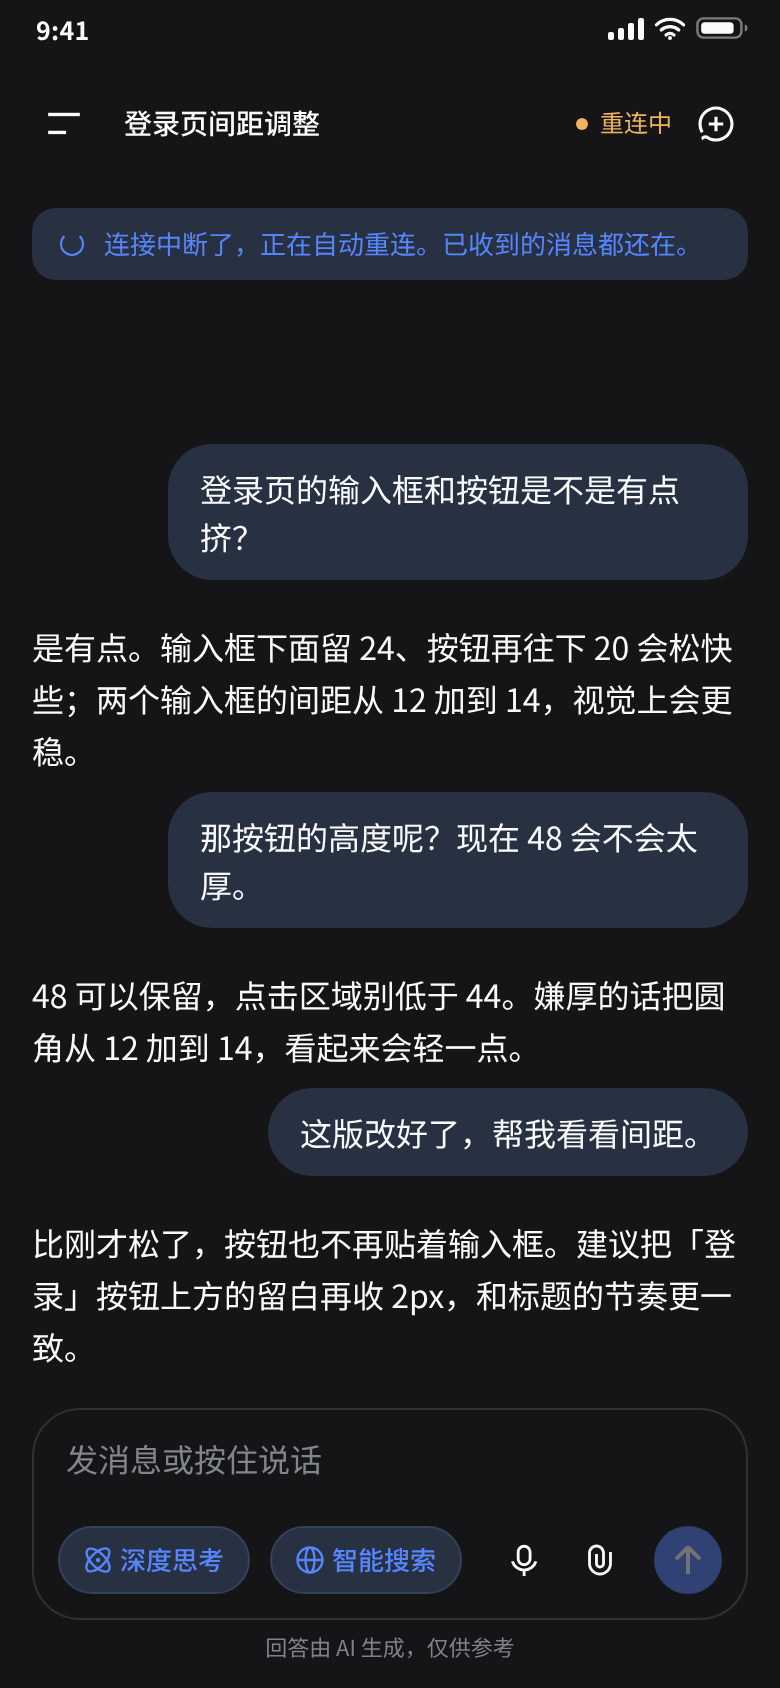 9:41
登录页间距调整
重连中
连接中断了，正在自动重连。已收到的消息都还在。
登录页的输入框和按钮是不是有点
挤？
是有点。输入框下面留 24、按钮再往下 20 会松快
些；两个输入框的间距从 12 加到 14，视觉上会更
稳。
那按钮的高度呢？现在 48 会不会太
厚。
48 可以保留，点击区域别低于 44。嫌厚的话把圆
角从 12 加到 14，看起来会轻一点。
这版改好了，帮我看看间距。
比刚才松了，按钮也不再贴着输入框。建议把「登
录」按钮上方的留白再收 2px，和标题的节奏更一
致。
发消息或按住说话
深度思考
智能搜索
回答由 AI 生成，仅供参考